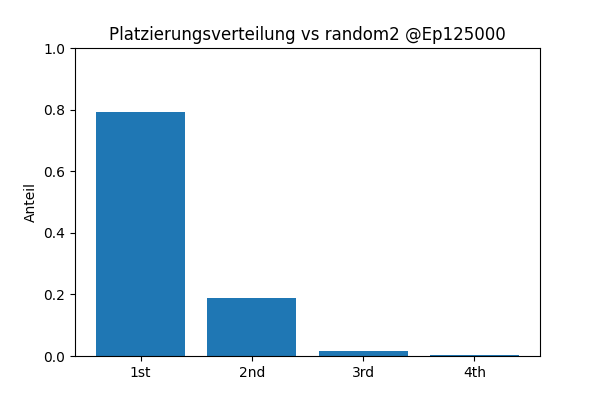 Platzierungsverteilung vs random2 @Ep125000
1.0
0.8
0.6
0.4
0.2
0.0
Anteil
1st
2nd
3rd
4th